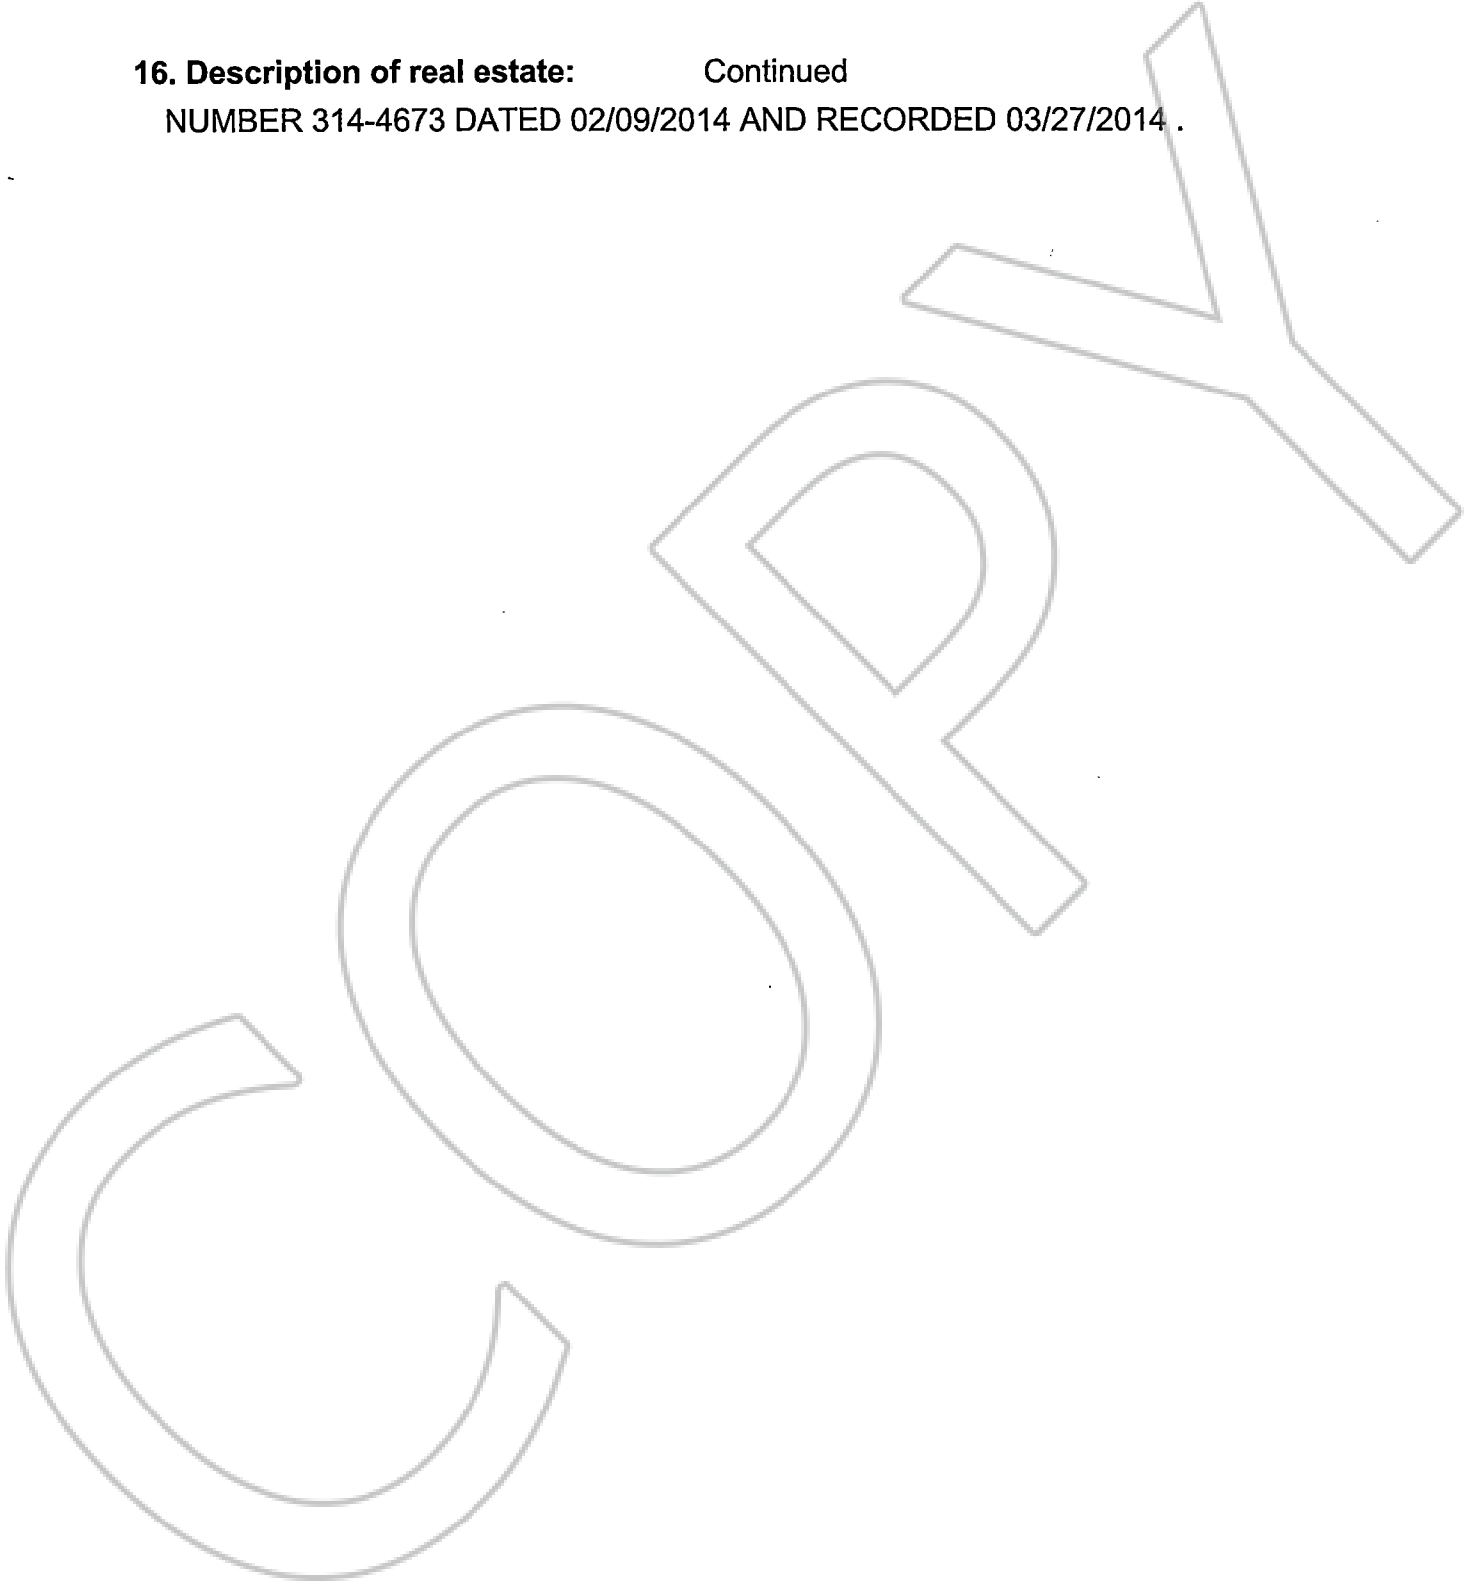 16. Description of real estate: Continued
NUMBER 314-4673 DATED 02/09/2014 AND RECORDED 03/27/2014 .
COPY